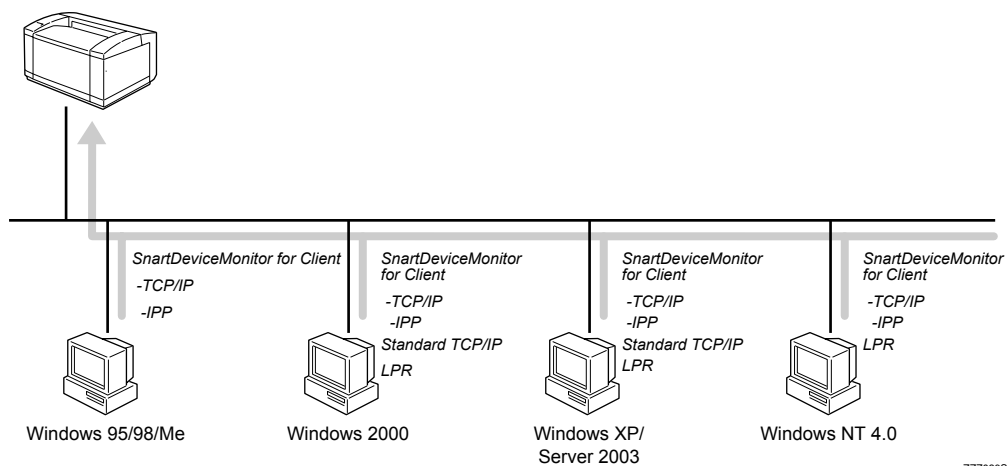 SnartDeviceMonitor for Client
-TCP/IP
-IPP
SnartDeviceMonitor
for Client
-TCP/IP
-IPP
Standard TCP/IP
LPR
SnartDeviceMonitor
for Client
-TCP/IP
-IPP
Standard TCP/IP
LPR
SnartDeviceMonitor
for Client
-TCP/IP
-IPP
LPR
Windows 95/98/Me
Windows 2000
Windows XP/
Server 2003
Windows NT 4.0